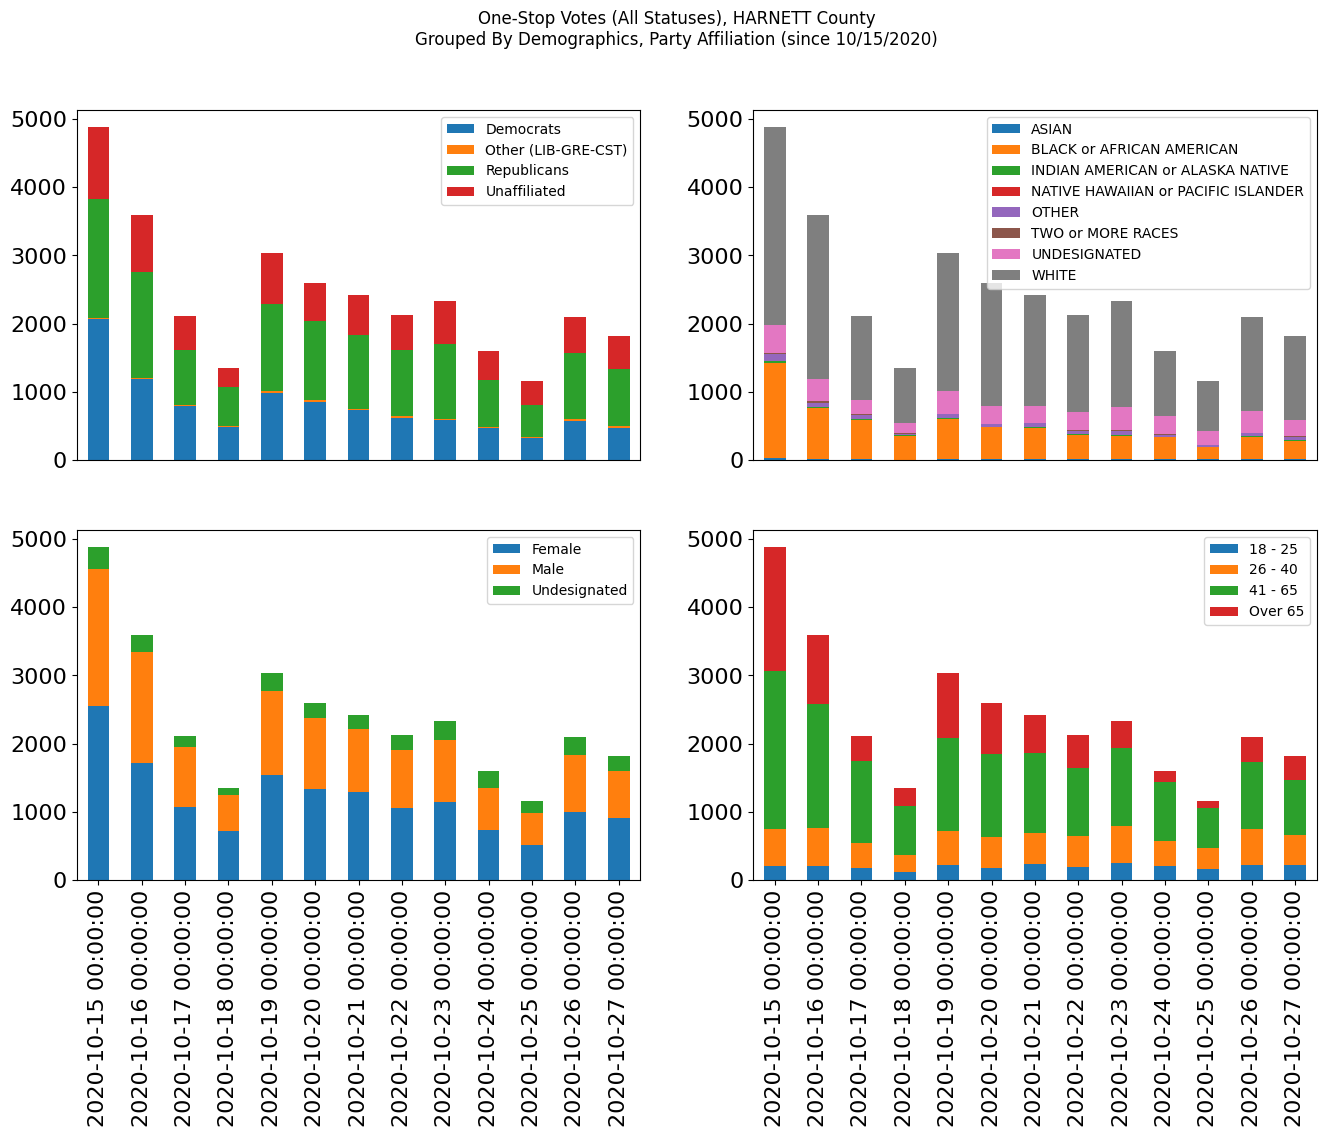 One-Stop Votes (All Statuses), HARNETT County
Grouped By Demographics, Party Affiliation (since 10/15/2020)
5000
4000
3000
2000
1000
0
Democrats
Other (LIB-GRE-CST)
Republicans
Unaffiliated
5000
4000
3000
2000
1000
0
ASIAN
BLACK or AFRICAN AMERICAN
INDIAN AMERICAN or ALASKA NATIVE
NATIVE HAWAIIAN or PACIFIC ISLANDER
OTHER
TWO or MORE RACES
UNDESIGNATED
WHITE
5000
4000
3000
2000
1000
0
Female
Male
Undesignated
2020-10-15 00:00:00
2020-10-16 00:00:00
2020-10-17 00:00:00
2020-10-18 00:00:00
2020-10-19 00:00:00
2020-10-20 00:00:00
2020-10-21 00:00:00
2020-10-22 00:00:00
2020-10-23 00:00:00
2020-10-24 00:00:00
2020-10-25 00:00:00
2020-10-26 00:00:00
2020-10-27 00:00:00
5000
4000
3000
2000
1000
0
18 - 25
26 - 40
41 - 65
Over 65
2020-10-15 00:00:00
2020-10-16 00:00:00
2020-10-17 00:00:00
2020-10-18 00:00:00
2020-10-19 00:00:00
2020-10-20 00:00:00
2020-10-21 00:00:00
2020-10-22 00:00:00
2020-10-23 00:00:00
2020-10-24 00:00:00
2020-10-25 00:00:00
2020-10-26 00:00:00
2020-10-27 00:00:00